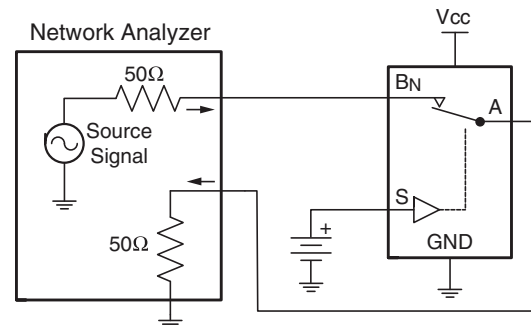 Network Analyzer
Vcc
50Ω
BN
A
Source
Signal
S
50Ω
+
GND